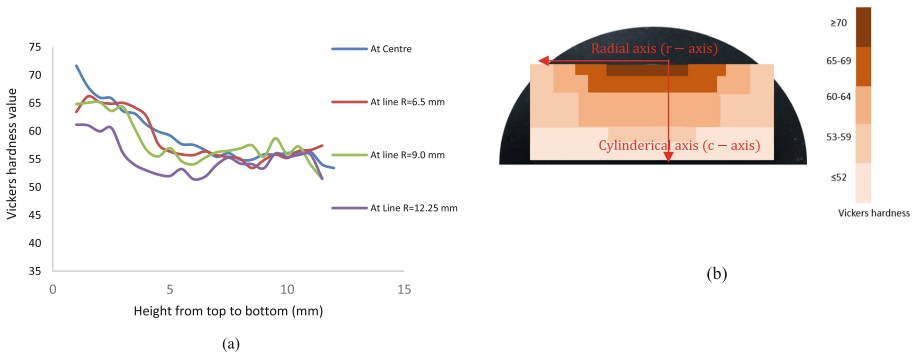 75
70
65
60
55
50
45
40
35
Vickers hardness value
0
5
10
15
Height from top to bottom (mm)
At Centre
At line R=6.5 mm
At line R=9.0 mm
At Line R=12.25 mm
(a)
Radial axis (r − axis)
Cylinderical axis (c − axis)
≥70
65-69
60-64
53-59
≤52
Vickers hardness
(b)